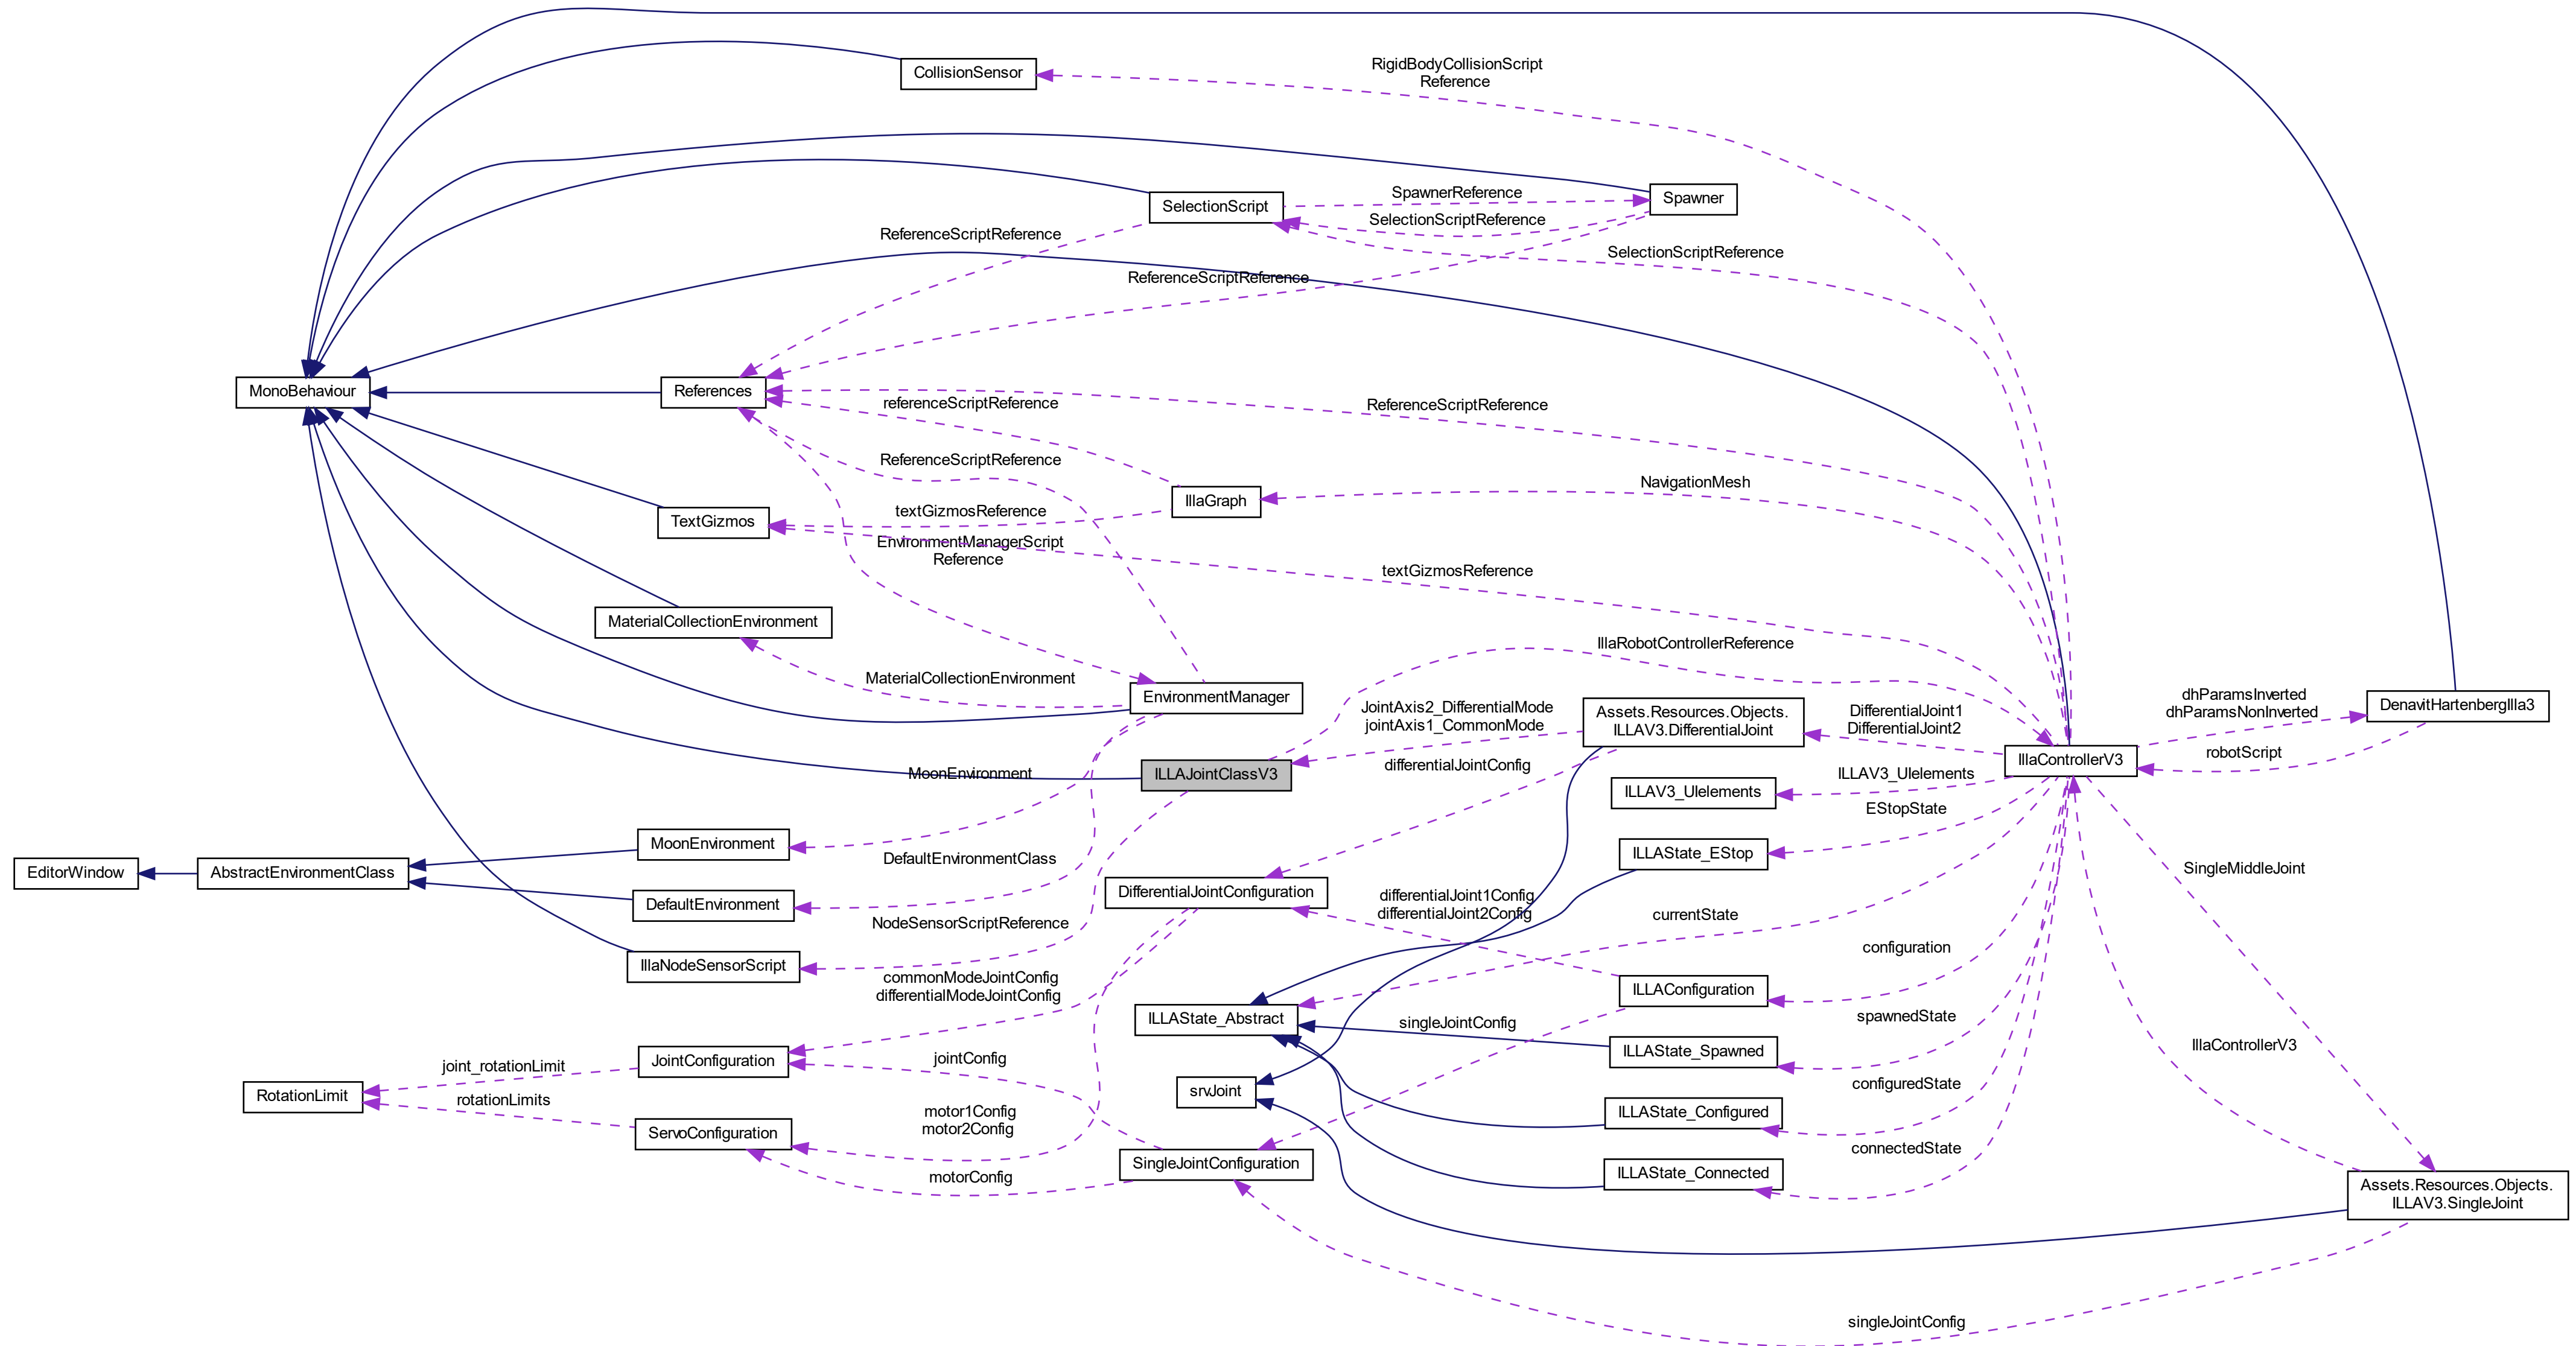 RigidBodyCollisionScript
Reference
CollisionSensor
SelectionScript
SpawnerReference
Spawner
SelectionScriptReference
ReferenceScriptReference
SelectionScriptReference
ReferenceScriptReference
MonoBehaviour
References
referenceScriptReference
ReferenceScriptReference
ReferenceScriptReference
NavigationMesh
IllaGraph
textGizmosReference
TextGizmos
EnvironmentManagerScript
Reference
textGizmosReference
MaterialCollectionEnvironment
IllaRobotControllerReference
MaterialCollectionEnvironment
EnvironmentManager
JointAxis2_DifferentialMode
jointAxis1_CommonMode
Assets.Resources.Objects.
ILLAV3.DifferentialJoint
DifferentialJoint1
DifferentialJoint2
dhParamsInverted
dhParamsNonInverted
DenavitHartenbergIlla3
robotScript
IllaControllerV3
MoonEnvironment
ILLAJointClassV3
differentialJointConfig
ILLAV3_UIelements
ILLAV3_UIelements
EStopState
MoonEnvironment
ILLAState_EStop
EditorWindow
AbstractEnvironmentClass
DefaultEnvironmentClass
SingleMiddleJoint
DefaultEnvironment
DifferentialJointConfiguration
differentialJoint1Config
differentialJoint2Config
currentState
NodeSensorScriptReference
IllaNodeSensorScript
configuration
commonModeJointConfig
differentialModeJointConfig
ILLAConfiguration
ILLAState_Abstract
singleJointConfig
spawnedState
ILLAState_Spawned
IllaControllerV3
JointConfiguration
jointConfig
joint_rotationLimit
RotationLimit
rotationLimits
srvJoint
configuredState
ILLAState_Configured
motor1Config
motor2Config
ServoConfiguration
connectedState
SingleJointConfiguration
ILLAState_Connected
motorConfig
Assets.Resources.Objects.
ILLAV3.SingleJoint
singleJointConfig